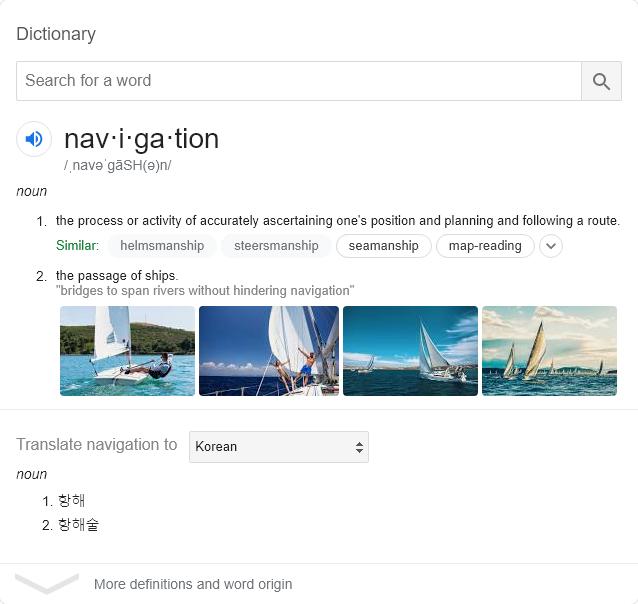 Dictionary
Search for a word
nav·i·ga·tion
/ˌnavəˈɡāSH(ə)n/
noun
1. the process or activity of accurately ascertaining one's position and planning and following a route.
Similar: helmsmanship steersmanship seamanship map-reading
2. the passage of ships.
"bridges to span rivers without hindering navigation"
Translate navigation to Korean
noun
1. 항해
2. 항해술
More definitions and word origin